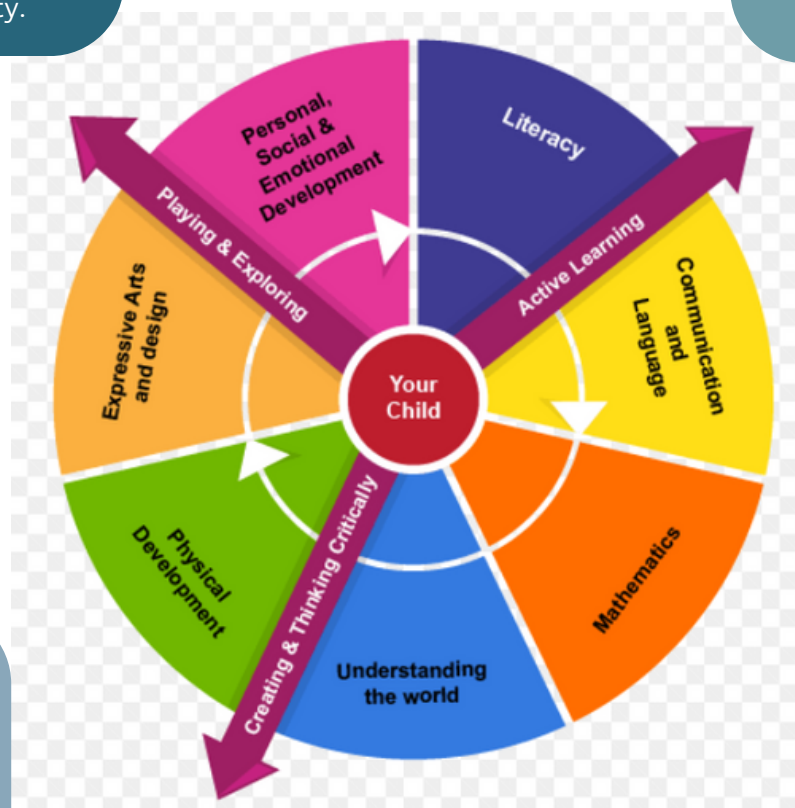 ty.
Personal,
Social &
Emotional
Development
Literacy
Playing & Exploring
Active Learning
Expressive Arts
and design
Communication
and
Language
Your
Child
Physical
Development
Creating & Thinking Critically
Mathematics
Understanding
the world